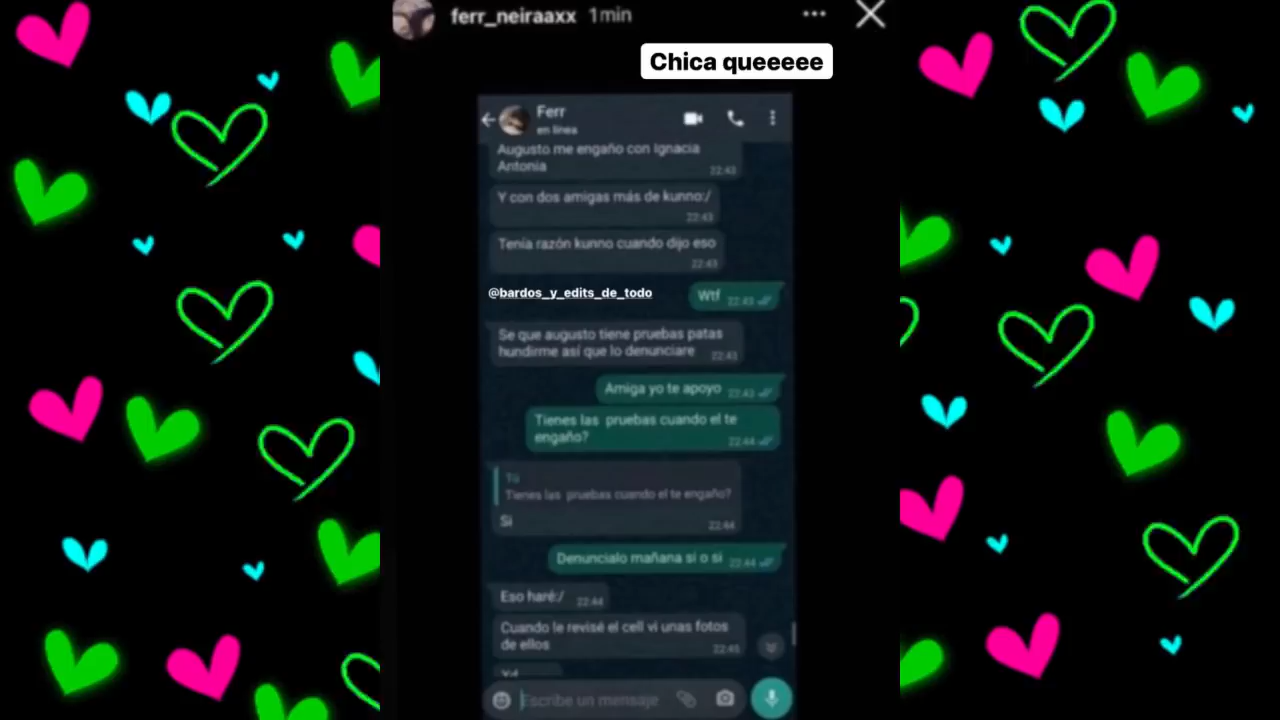 ferr_neiraaxx 1min
Chica queeeee
Ferr
en línea
Augusto me engaño con Ignacia
Antonia
22:43
Y con dos amigas más de kunno:/
22:43
Tenía razón kunno cuando dijo eso
22:43
@bardos_y_edits_de_todo
Wtf 22:43
Se que augusto tiene pruebas patas
hundirme así que lo denunciare 22:43
Amiga yo te apoyo 22:43
Tienes las pruebas cuando el te
engaño? 22:44
Tú
Tienes las pruebas cuando el te engaño?
Si 22:44
Denuncialo mañana si o si 22:44
Eso haré:/ 22:44
Cuando le revisé el cell vi unas fotos
de ellos 22:45
Escribe un mensaje